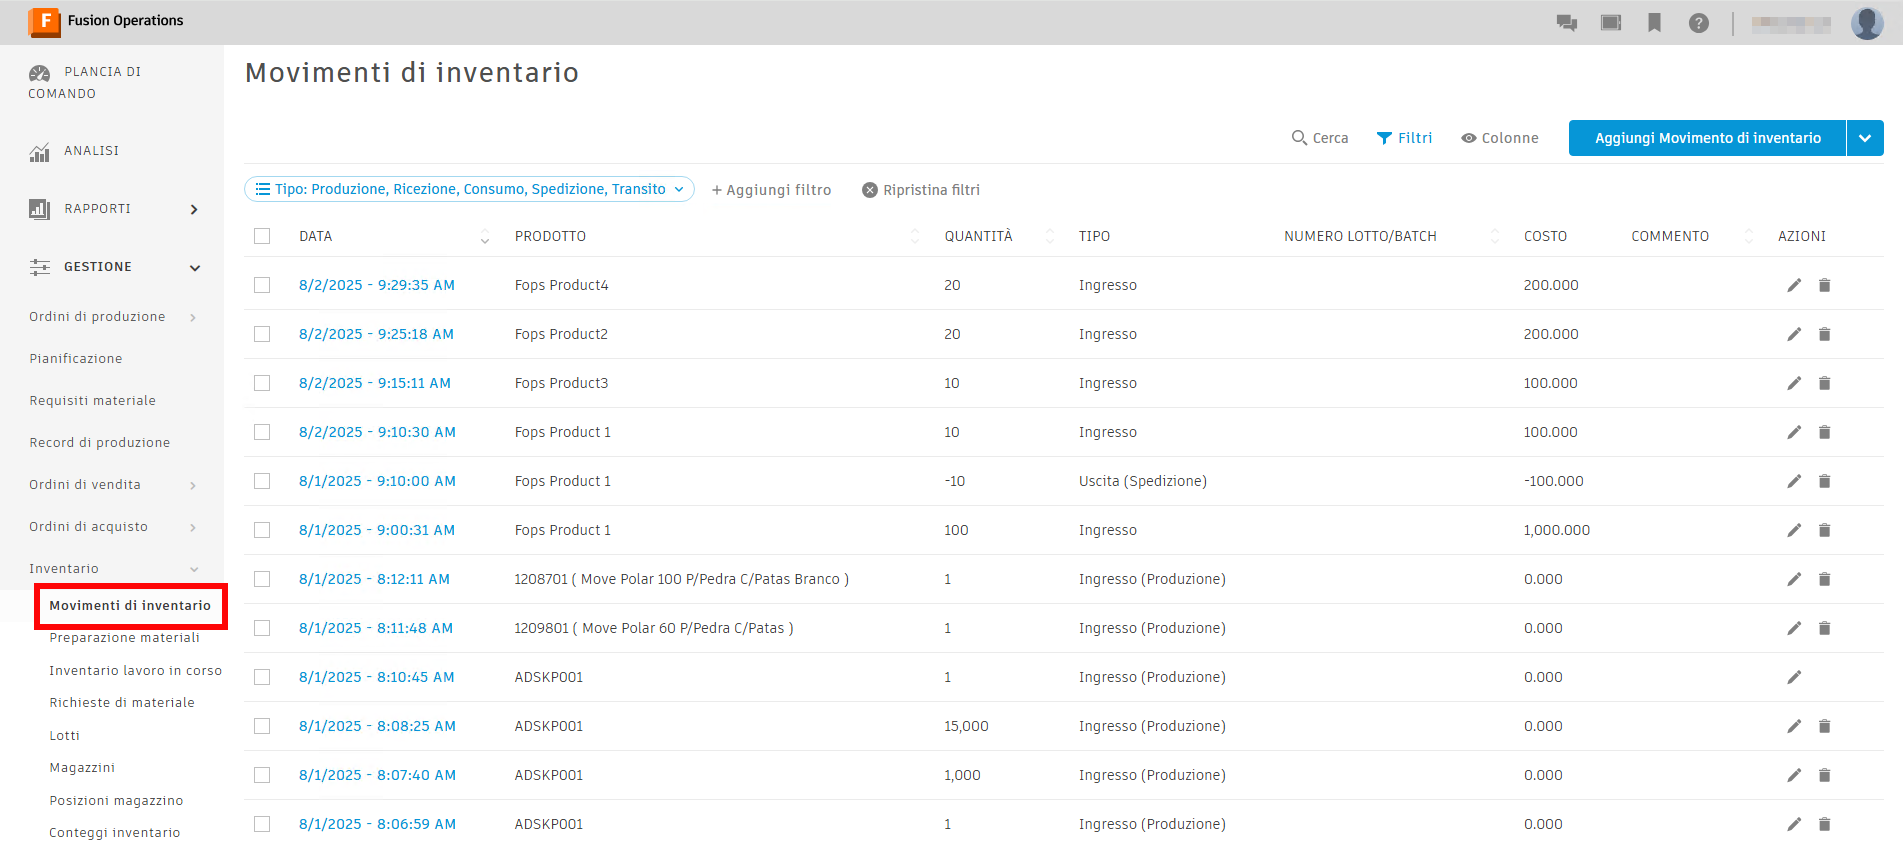 Fusion Operations
PLANCIA DI
COMANDO
ANALISI
RAPPORTI
GESTIONE
Ordini di produzione
Pianificazione
Requisiti materiale
Record di produzione
Ordini di vendita
Ordini di acquisto
Inventario
Movimenti di inventario
Preparazione materiali
Inventario lavoro in corso
Richieste di materiale
Lotti
Magazzini
Posizioni magazzino
Conteggi inventario
Movimenti di inventario
Cerca Filtri Colonne Aggiungi Movimento di inventario
Tipo: Produzione, Ricezione, Consumo, Spedizione, Transito + Aggiungi filtro Ripristina filtri
DATA PRODOTTO QUANTITÀ TIPO NUMERO LOTTO/BATCH COSTO COMMENTO AZIONI
8/2/2025 - 9:29:35 AM Fops Product4 20 Ingresso 200.000
8/2/2025 - 9:25:18 AM Fops Product2 20 Ingresso 200.000
8/2/2025 - 9:15:11 AM Fops Product3 10 Ingresso 100.000
8/2/2025 - 9:10:30 AM Fops Product 1 10 Ingresso 100.000
8/1/2025 - 9:10:00 AM Fops Product 1 -10 Uscita (Spedizione) -100.000
8/1/2025 - 9:00:31 AM Fops Product 1 100 Ingresso 1,000.000
8/1/2025 - 8:12:11 AM 1208701 ( Move Polar 100 P/Pedra C/Patas Branco ) 1 Ingresso (Produzione) 0.000
8/1/2025 - 8:11:48 AM 1209801 ( Move Polar 60 P/Pedra C/Patas ) 1 Ingresso (Produzione) 0.000
8/1/2025 - 8:10:45 AM ADSKP001 1 Ingresso (Produzione) 0.000
8/1/2025 - 8:08:25 AM ADSKP001 15,000 Ingresso (Produzione) 0.000
8/1/2025 - 8:07:40 AM ADSKP001 1,000 Ingresso (Produzione) 0.000
8/1/2025 - 8:06:59 AM ADSKP001 1 Ingresso (Produzione) 0.000